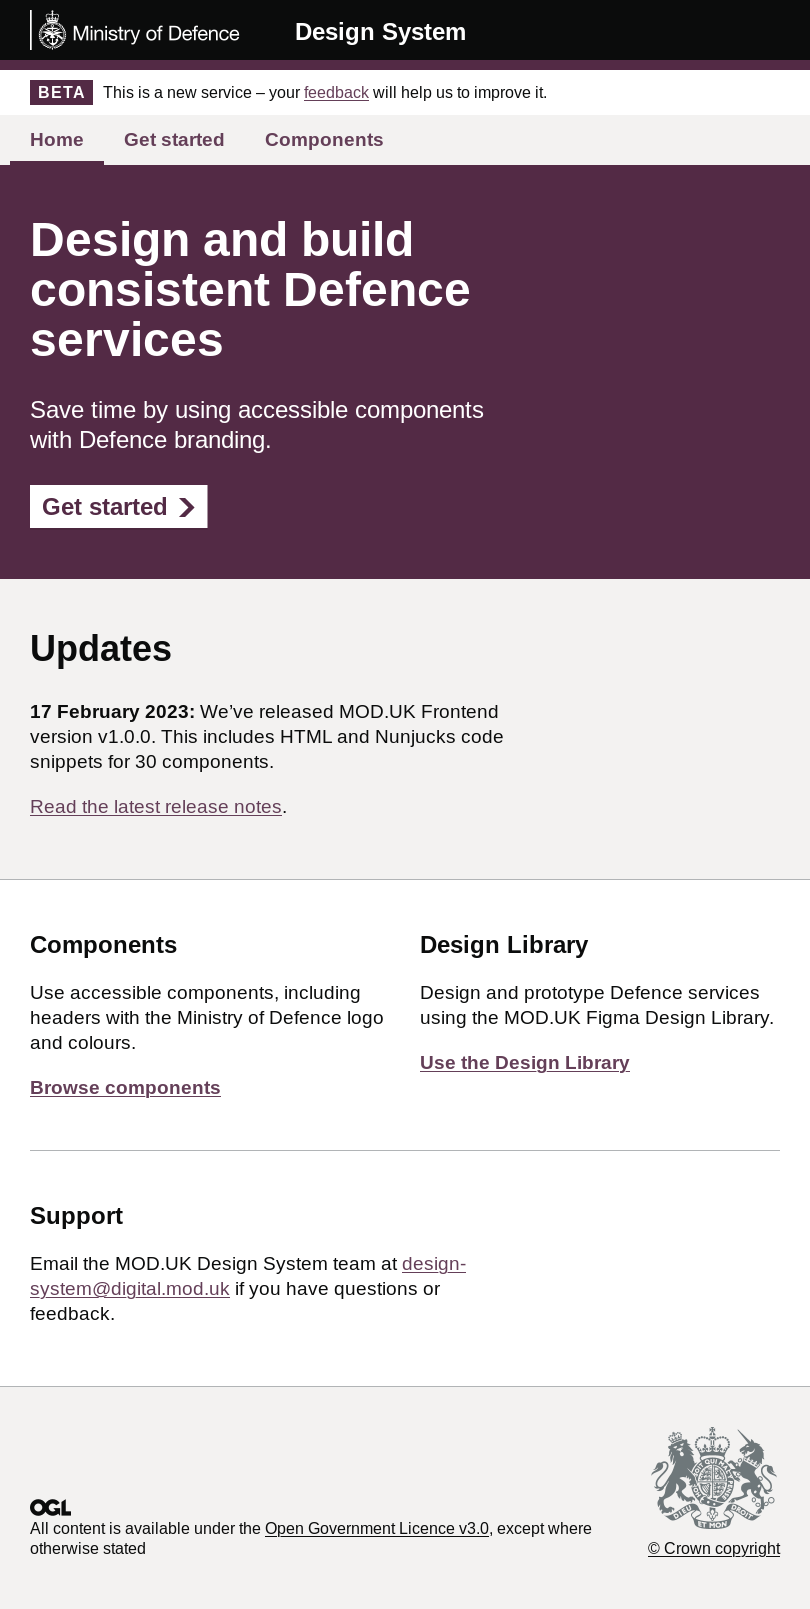 Ministry of Defence
Design System
BETA
This is a new service – your feedback will help us to improve it.
Home
Get started
Components
Design and build
consistent Defence
services
Save time by using accessible components
with Defence branding.
Get started
Updates
17 February 2023: We’ve released MOD.UK Frontend
version v1.0.0. This includes HTML and Nunjucks code
snippets for 30 components.
Read the latest release notes.
Components
Use accessible components, including
headers with the Ministry of Defence logo
and colours.
Browse components
Design Library
Design and prototype Defence services
using the MOD.UK Figma Design Library.
Use the Design Library
Support
Email the MOD.UK Design System team at design-
system@digital.mod.uk if you have questions or
feedback.
OGL
All content is available under the Open Government Licence v3.0, except where
otherwise stated
DIEU ET MON DROIT
© Crown copyright